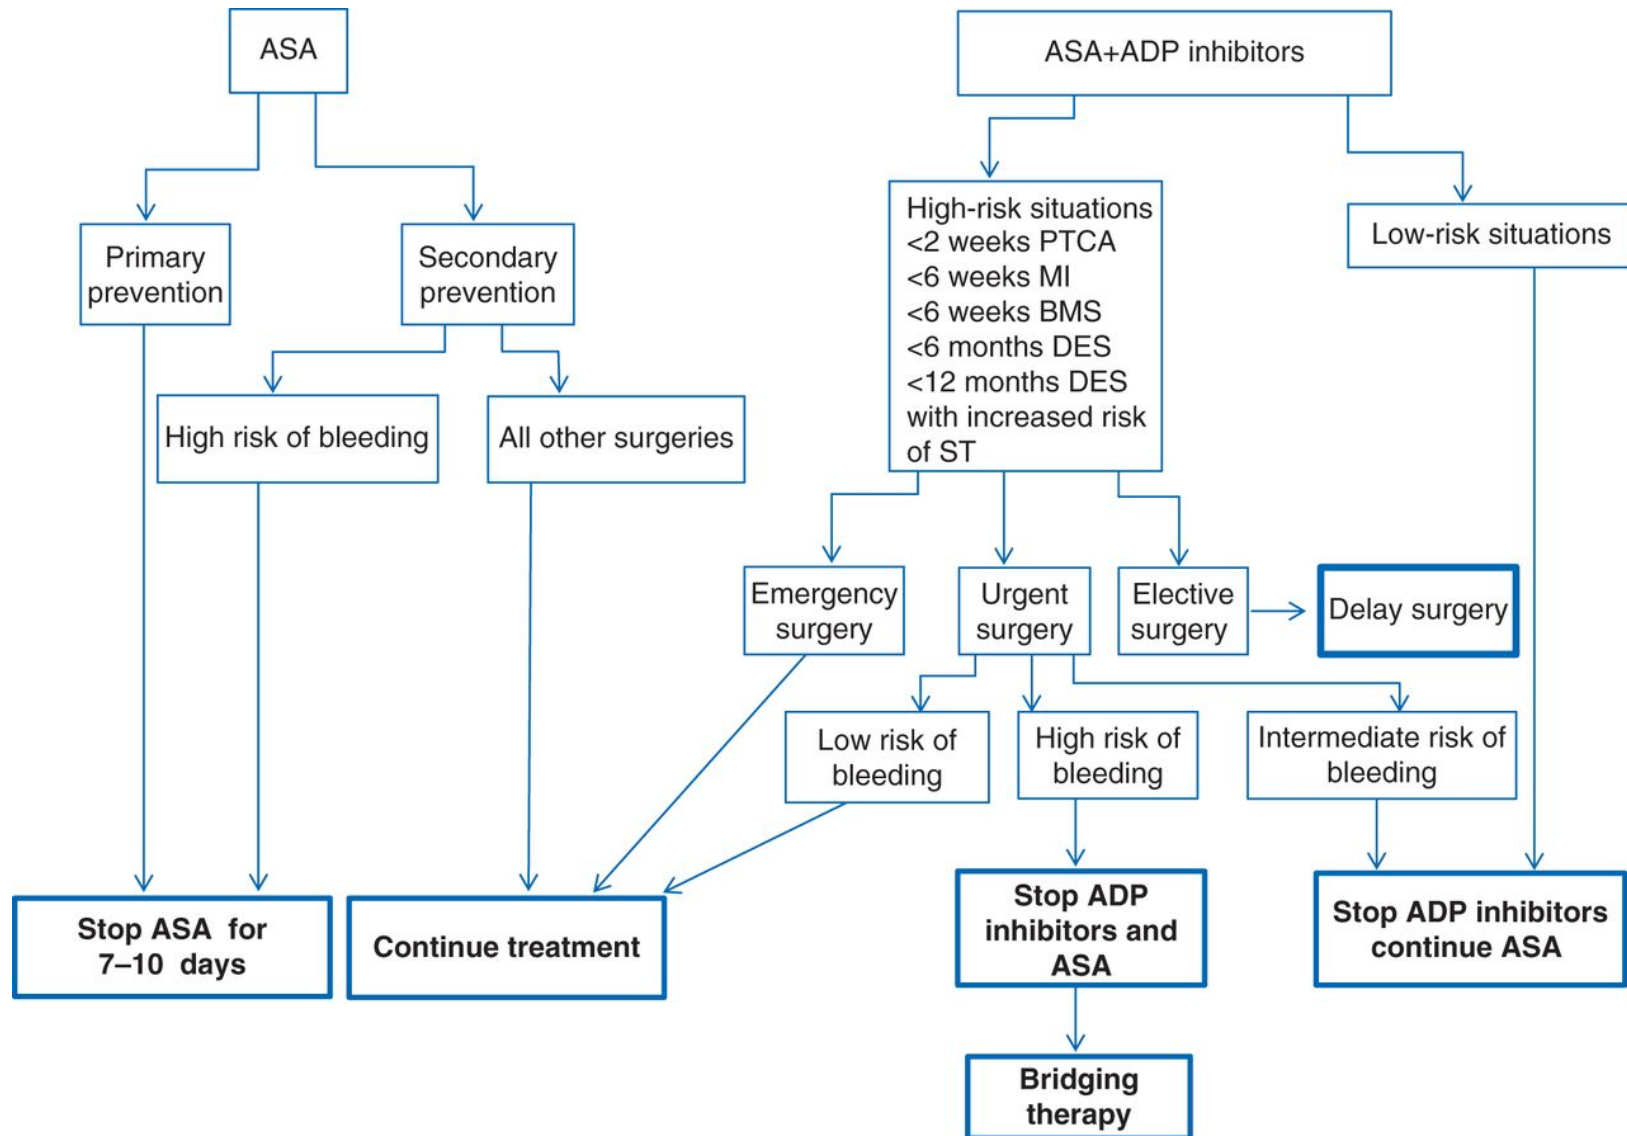 ASA
ASA+ADP inhibitors
Primary
prevention
Secondary
prevention
High-risk situations
<2 weeks PTCA
<6 weeks MI
<6 weeks BMS
<6 months DES
<12 months DES
with increased risk
of ST
Low-risk situations
High risk of bleeding
All other surgeries
Emergency
surgery
Urgent
surgery
Elective
surgery
Delay surgery
Low risk of
bleeding
High risk of
bleeding
Intermediate risk of
bleeding
Stop ASA for
7–10 days
Continue treatment
Stop ADP
inhibitors and
ASA
Stop ADP inhibitors
continue ASA
Bridging
therapy